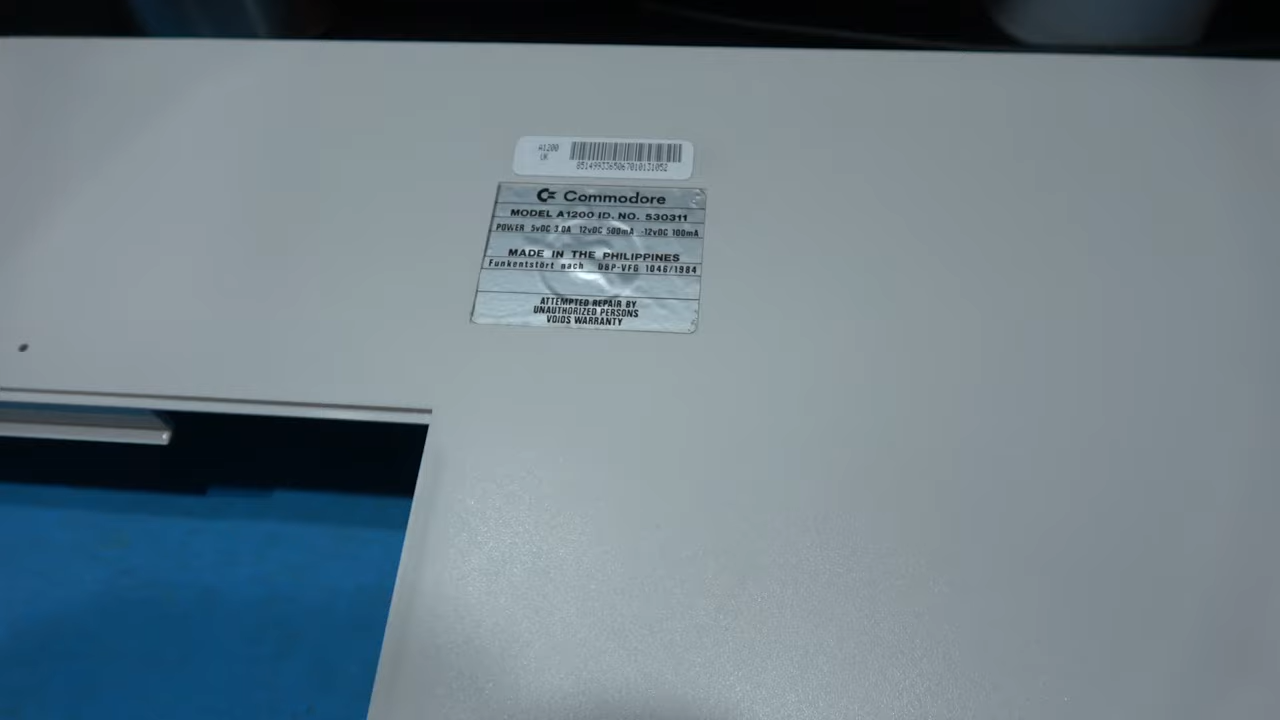 A1200
UK
8514993365067010131052
Commodore
MODEL A1200 ID. NO. 530311
POWER 5vDC 3.0A 12vDC 500mA -12vDC 100mA
MADE IN THE PHILIPPINES
Funkentstört nach DBP-VFG 1046/1984
ATTEMPTED REPAIR BY
UNAUTHORIZED PERSONS
VOIDS WARRANTY